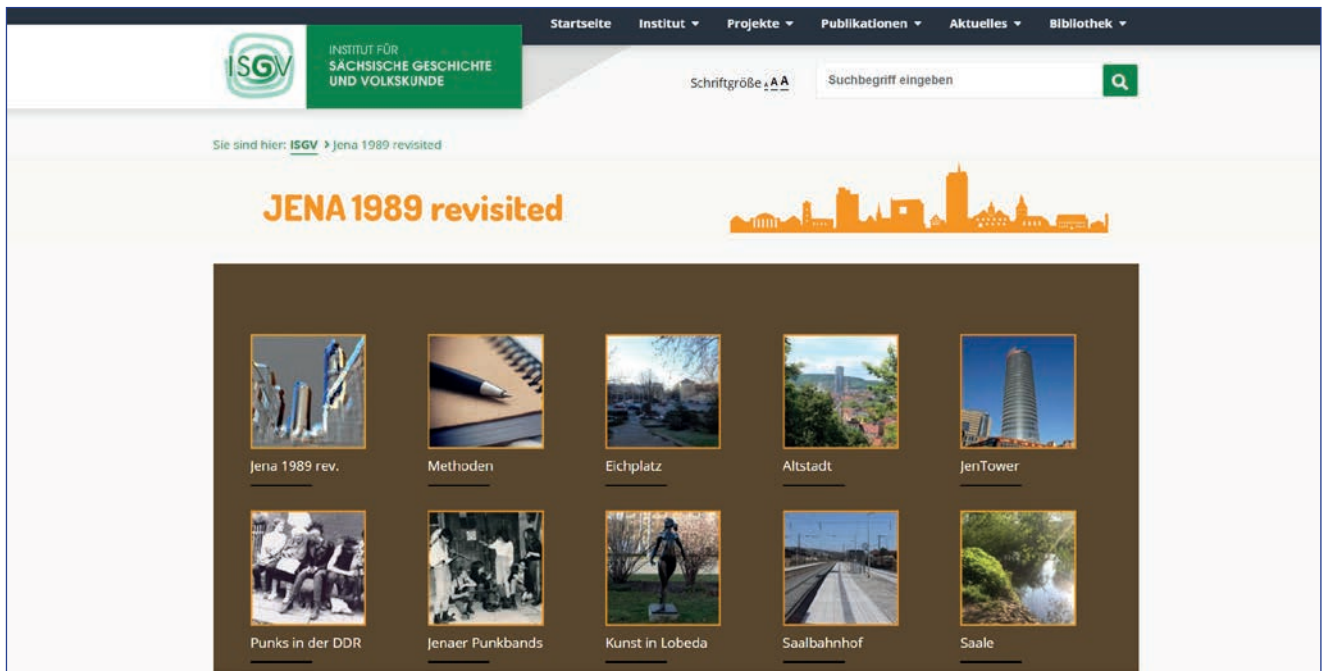 Startseite Institut Projekte Publikationen Aktuelles Bibliothek
ISGV
INSTITUT FÜR
SÄCHSISCHE GESCHICHTE
UND VOLKSKUNDE
Schriftgröße A A A
Suchbegriff eingeben
Sie sind hier: ISGV > Jena 1989 revisited
JENA 1989 revisited
Jena 1989 rev. Methoden Eichplatz Altstadt JenTower
Punks in der DDR Jenaer Punkbands Kunst in Lobeda Saalbahnhof Saale